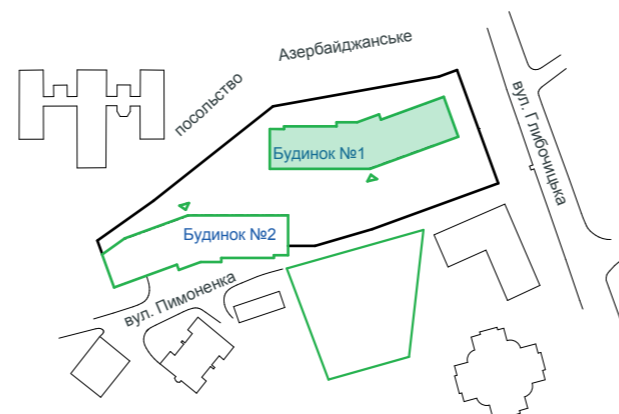 Азербайджанське
посольство
вул. Глибочицька
Будинок №1
Будинок №2
вул. Пимоненка